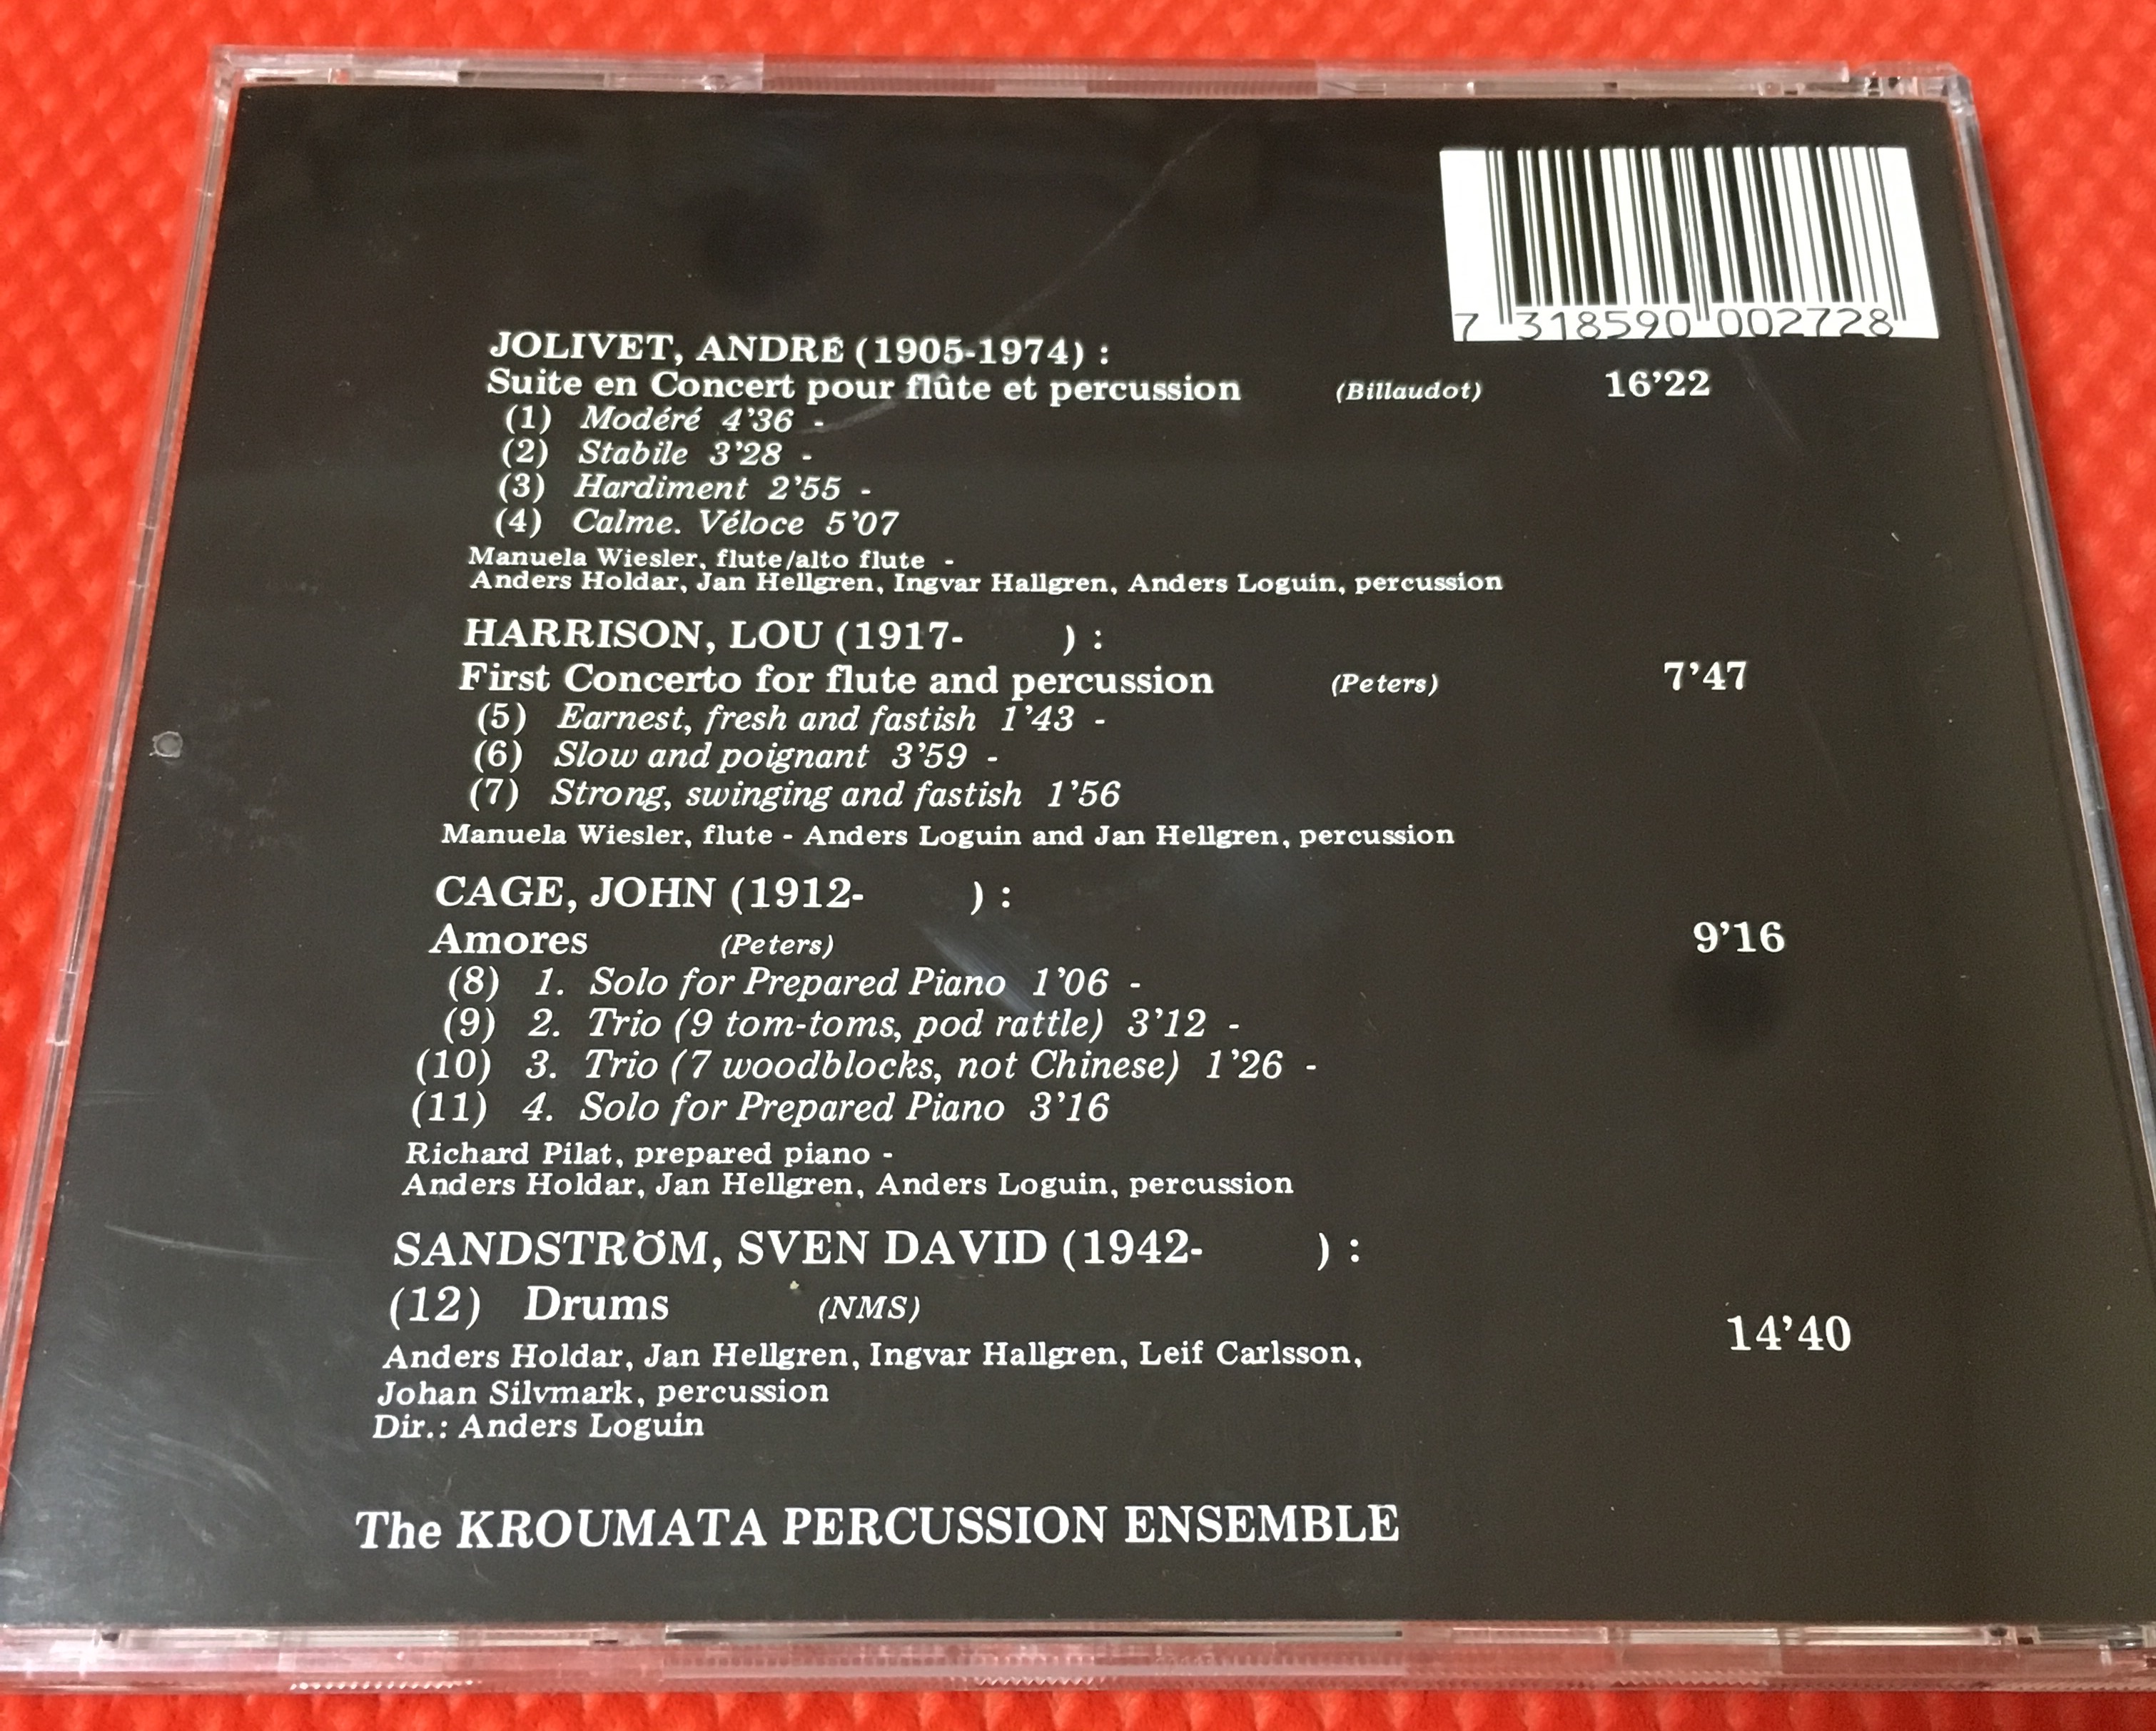 7 318590 002728
JOLIVET, ANDRÉ (1905-1974) :
Suite en Concert pour flûte et percussion (Billaudot) 16’22
(1) Modéré 4’36 -
(2) Stabile 3’28 -
(3) Hardiment 2’55 -
(4) Calme. Véloce 5’07
Manuela Wiesler, flute/alto flute -
Anders Holdar, Jan Hellgren, Ingvar Hallgren, Anders Loguin, percussion
HARRISON, LOU (1917- ) :
First Concerto for flute and percussion (Peters) 7’47
(5) Earnest, fresh and fastish 1’43 -
(6) Slow and poignant 3’59 -
(7) Strong, swinging and fastish 1’56
Manuela Wiesler, flute - Anders Loguin and Jan Hellgren, percussion
CAGE, JOHN (1912- ) :
Amores (Peters) 9’16
(8) 1. Solo for Prepared Piano 1’06 -
(9) 2. Trio (9 tom-toms, pod rattle) 3’12 -
(10) 3. Trio (7 woodblocks, not Chinese) 1’26 -
(11) 4. Solo for Prepared Piano 3’16
Richard Pilat, prepared piano -
Anders Holdar, Jan Hellgren, Anders Loguin, percussion
SANDSTRÖM, SVEN DAVID (1942- ) :
(12) Drums (NMS) 14’40
Anders Holdar, Jan Hellgren, Ingvar Hallgren, Leif Carlsson,
Johan Silvmark, percussion
Dir.: Anders Loguin
The KROUMATA PERCUSSION ENSEMBLE